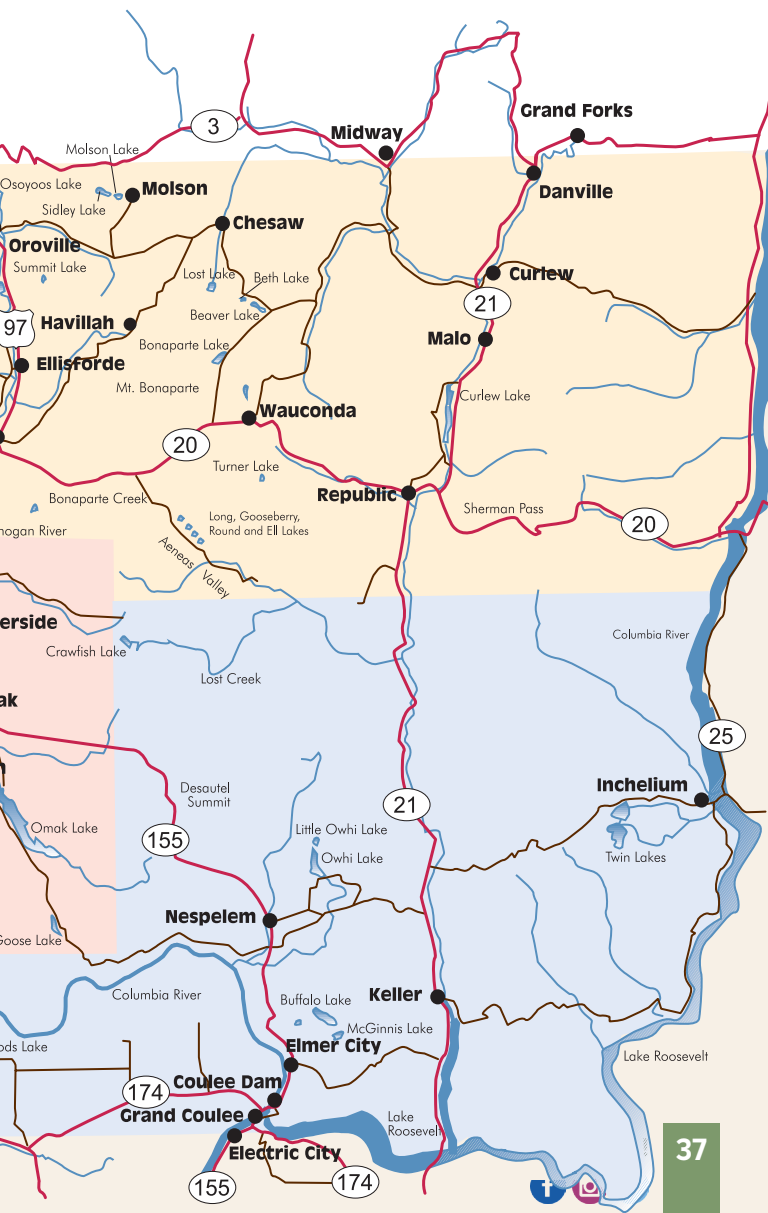 Grand Forks
3
Midway
Molson Lake
Osoyoos Lake
Molson
Danville
Sidley Lake
Chesaw
Oroville
Summit Lake
Lost Lake
Beth Lake
Curlew
21
Beaver Lake
97
Havillah
Malo
Bonaparte Lake
Ellisforde
Mt. Bonaparte
Curlew Lake
Wauconda
20
Turner Lake
Republic
Bonaparte Creek
Sherman Pass
Long, Gooseberry,
Round and Ell Lakes
20
nogan River
Aeneas Valley
erside
Columbia River
Crawfish Lake
Lost Creek
ak
25
Desautel
Summit
Inchelium
21
Omak Lake
155
Little Owhi Lake
Owhi Lake
Twin Lakes
Nespelem
Goose Lake
Columbia River
Keller
Buffalo Lake
McGinnis Lake
ods Lake
Elmer City
Lake Roosevelt
Coulee Dam
174
Grand Coulee
Lake
Roosevelt
Electric City
37
155
174